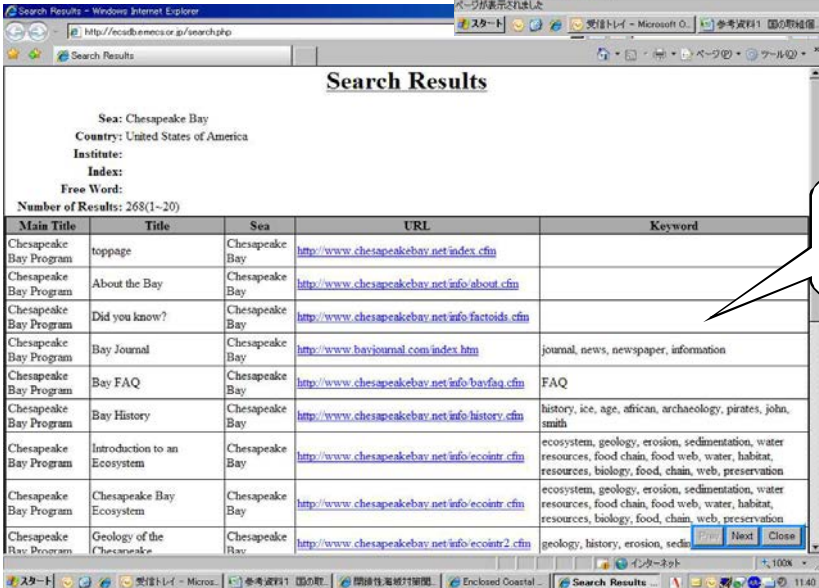 ページが表示されました
スタート 受信トレイ - Microsoft O... 参考資料1 国の取組個
Search Results - Windows Internet Explorer
http://ecsdb.emecs.or.jp/search.php
Search Results ページ(P) ツール(O)
Search Results
Sea: Chesapeake Bay
Country: United States of America
Institute:
Index:
Free Word:
Number of Results: 268(1~20)
Main Title Title Sea URL Keyword
Chesapeake Bay Program toppage Chesapeake Bay http://www.chesapeakebay.net/index.cfm
Chesapeake Bay Program About the Bay Chesapeake Bay http://www.chesapeakebay.net/info/about.cfm
Chesapeake Bay Program Did you know? Chesapeake Bay http://www.chesapeakebay.net/info/factoids.cfm
Chesapeake Bay Program Bay Journal Chesapeake Bay http://www.bayjournal.com/index.htm journal, news, newspaper, information
Chesapeake Bay Program Bay FAQ Chesapeake Bay http://www.chesapeakebay.net/info/bayfaq.cfm FAQ
Chesapeake Bay Program Bay History Chesapeake Bay http://www.chesapeakebay.net/info/history.cfm history, ice, age, african, archaeology, pirates, john, smith
Chesapeake Bay Program Introduction to an Ecosystem Chesapeake Bay http://www.chesapeakebay.net/info/ecointr.cfm ecosystem, geology, erosion, sedimentation, water resources, food chain, food web, water, habitat, resources, biology, food, chain, web, preservation
Chesapeake Bay Program Chesapeake Bay Ecosystem Chesapeake Bay http://www.chesapeakebay.net/info/ecointr.cfm ecosystem, geology, erosion, sedimentation, water resources, food chain, food web, water, habitat, resources, biology, food, chain, web, preservation
Chesapeake Bay Program Geology of the Chesapeake Chesapeake Bay http://www.chesapeakebay.net/info/ecointr2.cfm geology, history, erosion, sedim
Prev Next Close
インターネット 100%
スタート 受信トレイ - Micros... 参考資料1 国の取... 閉鎖性海域対策関... Enclosed Coastal ... Search Results ... 11:40